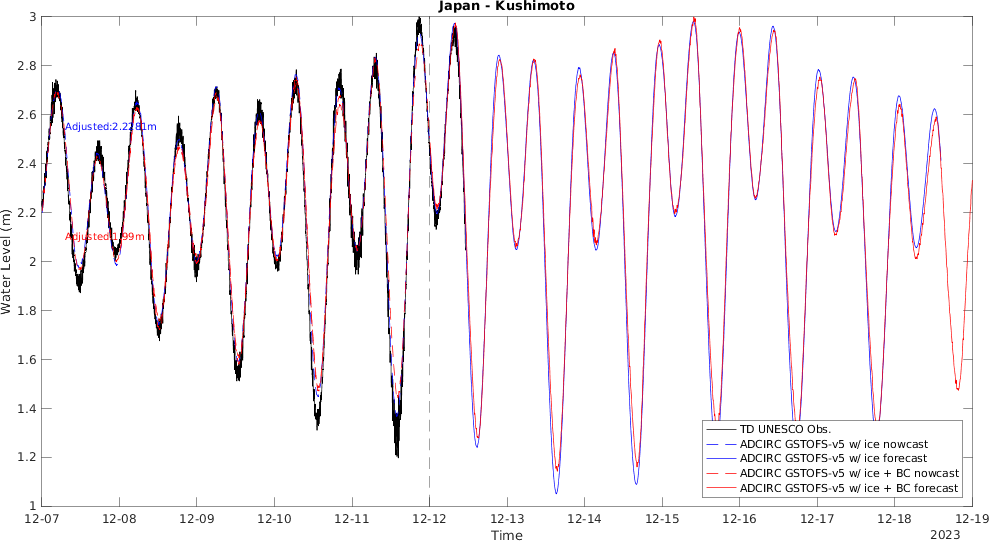 Japan - Kushimoto
3
2.8
2.6
2.4
2.2
2
1.8
1.6
1.4
1.2
1
Water Level (m)
Adjusted:2.2281m
Adjusted:1.99m
TD UNESCO Obs.
ADCIRC GSTOFS-v5 w/ ice nowcast
ADCIRC GSTOFS-v5 w/ ice forecast
ADCIRC GSTOFS-v5 w/ ice + BC nowcast
ADCIRC GSTOFS-v5 w/ ice + BC forecast
12-07 12-08 12-09 12-10 12-11 12-12 12-13 12-14 12-15 12-16 12-17 12-18 12-19
Time
2023